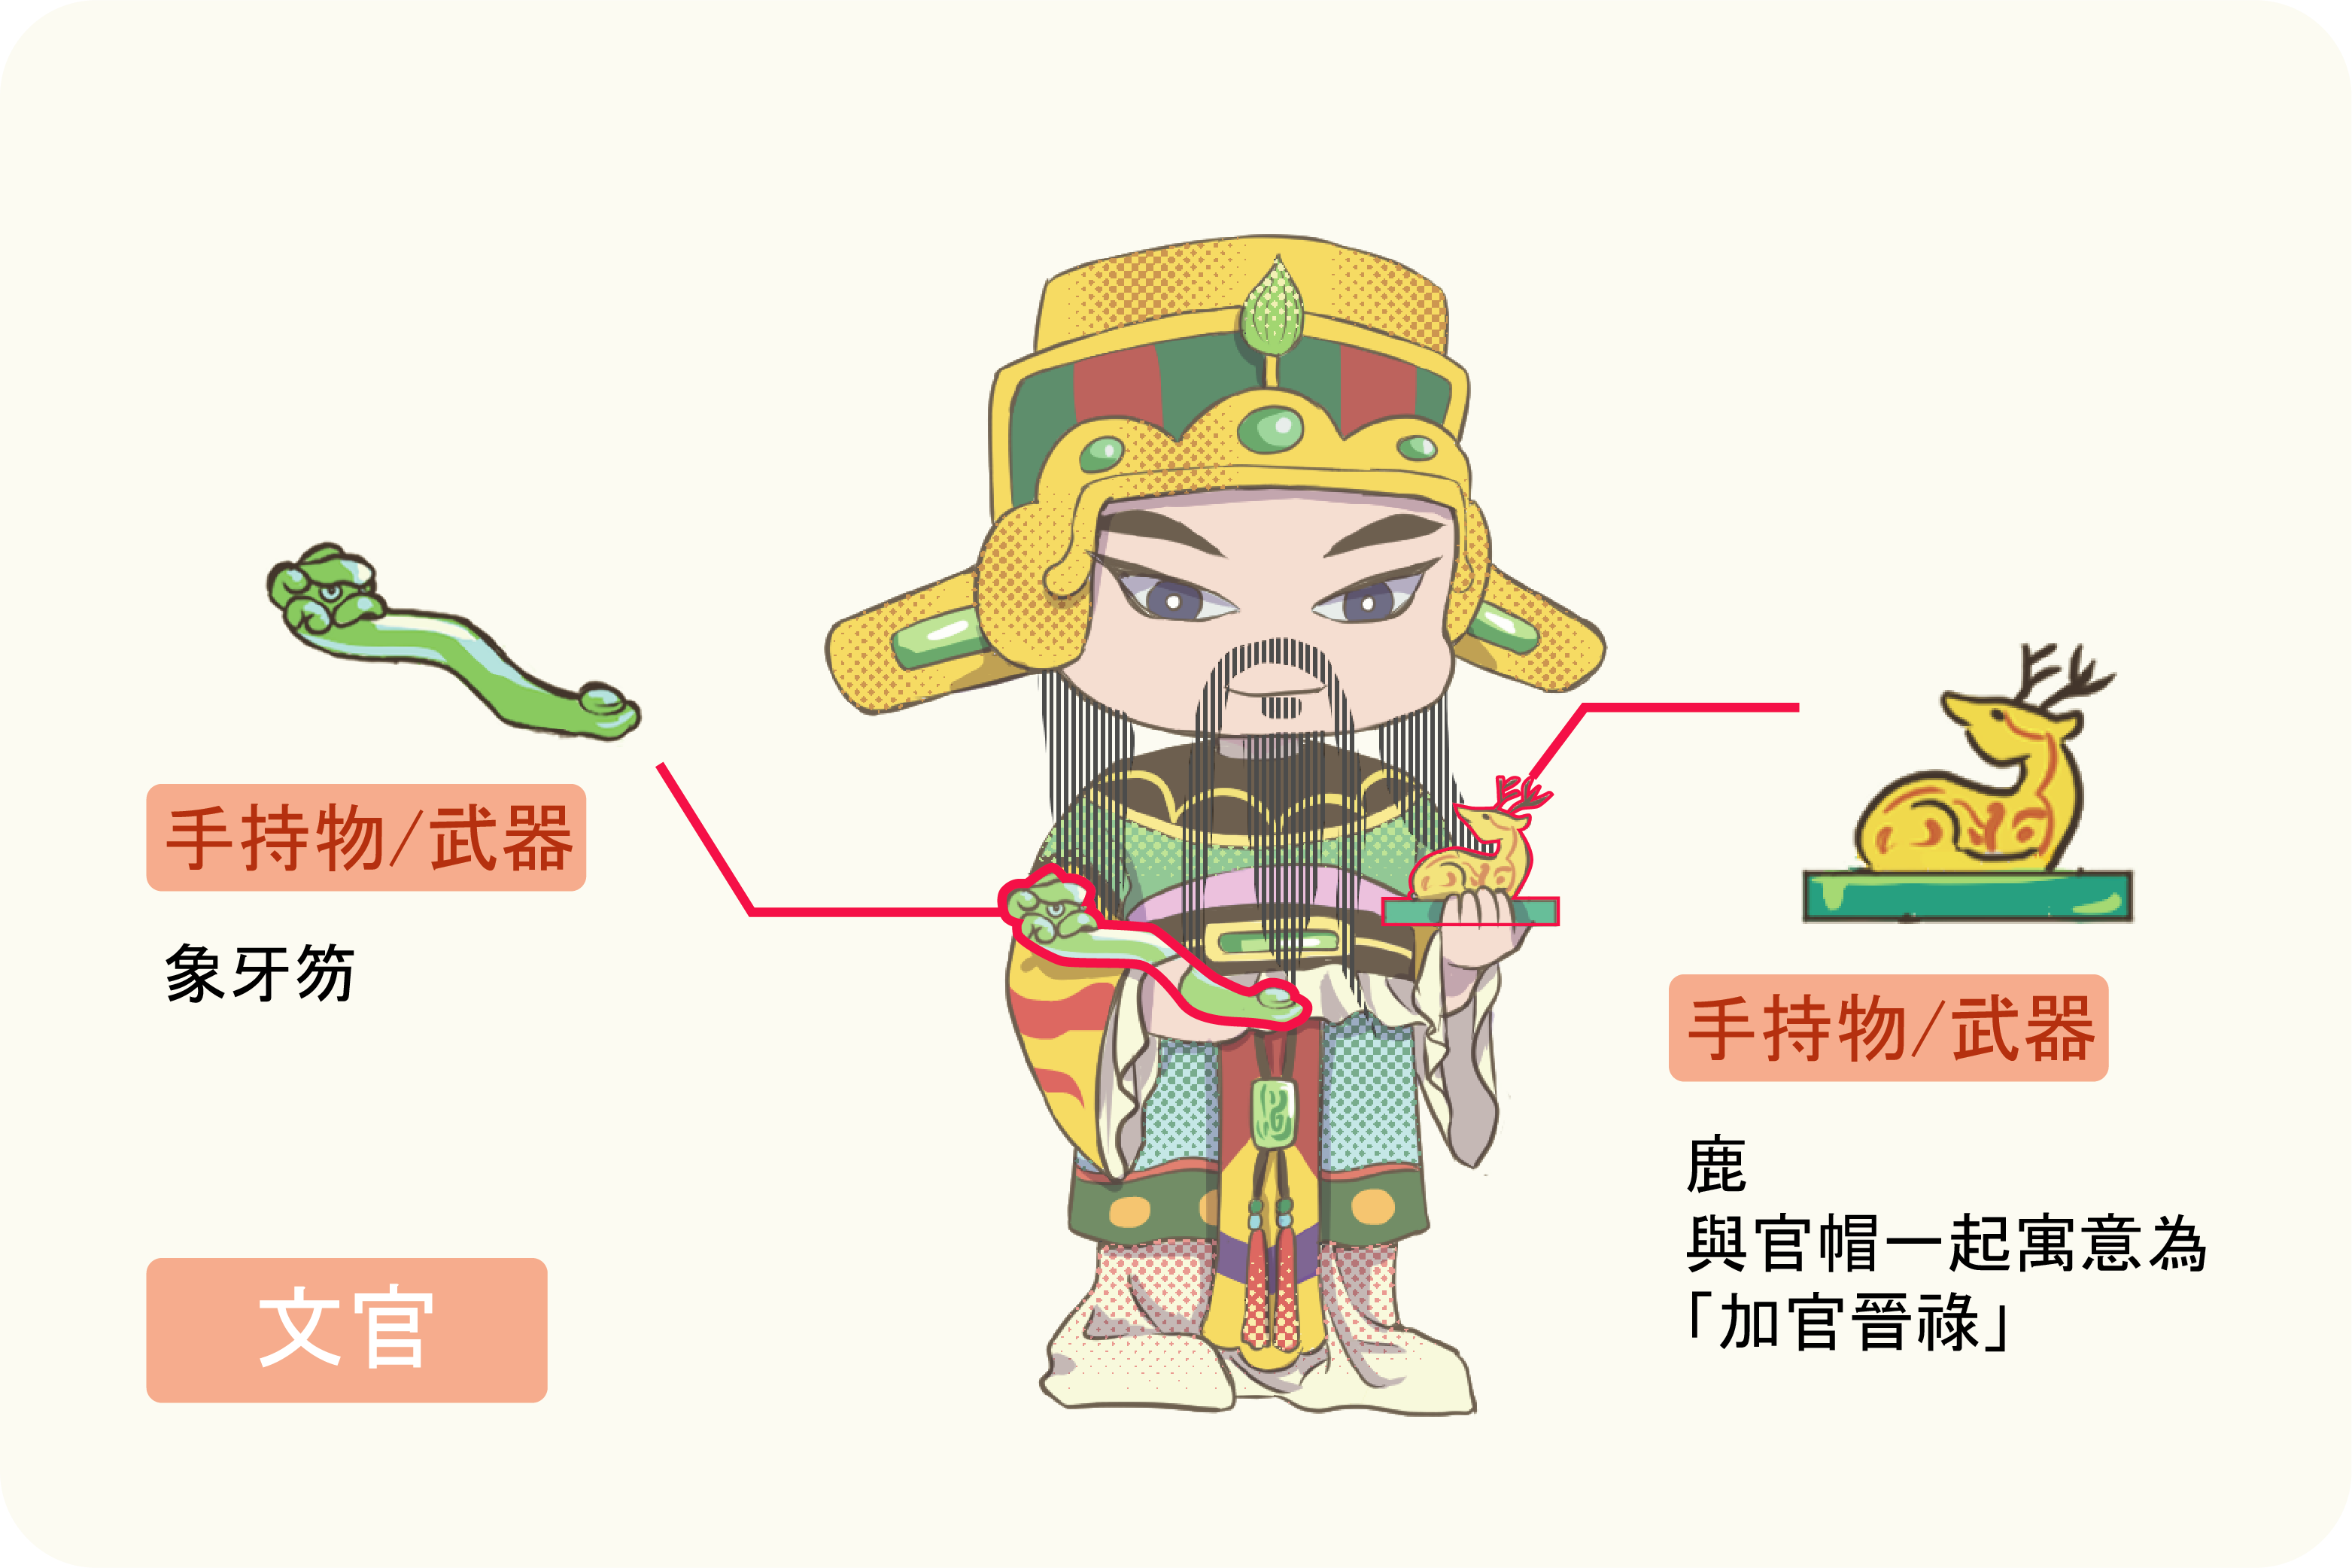 手持物/武器
象牙笏
文官
手持物/武器
鹿
與官帽一起寓意為
「加官晉祿」